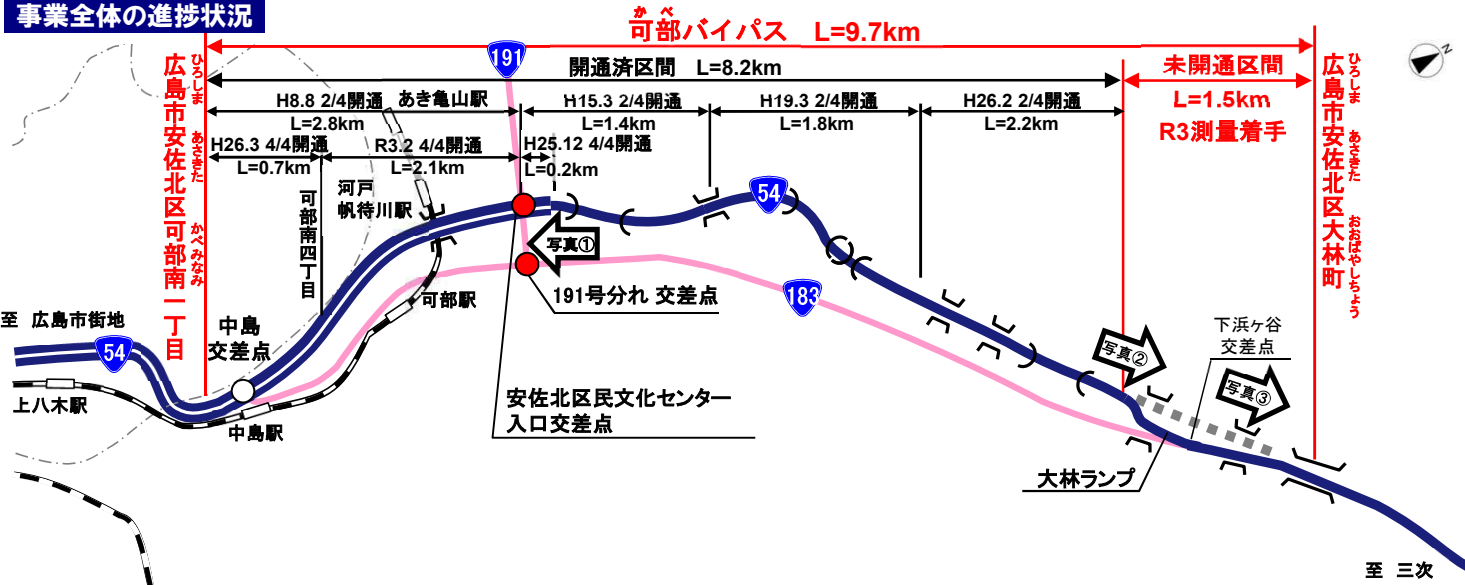 事業全体の進捗状況
かべ
可部バイパス L=9.7km
191
開通済区間 L=8.2km
未開通区間
L=1.5km
R3測量着手
H8.8 2/4開通
L=2.8km
あき亀山駅
H15.3 2/4開通
L=1.4km
H19.3 2/4開通
L=1.8km
H26.2 2/4開通
L=2.2km
H26.3 4/4開通
L=0.7km
R3.2 4/4開通
L=2.1km
H25.12 4/4開通
L=0.2km
ひろしま あさきた かべみなみ
広島市安佐北区可部南一丁目
ひろしま あさきた おおばやしちょう
広島市安佐北区大林町
N
可部南四丁目
河戸
帆待川駅
54
写真①
191号分れ 交差点
183
可部駅
至 広島市街地
54
中島
交差点
上八木駅
中島駅
安佐北区民文化センター
入口交差点
写真②
下浜ヶ谷
交差点
写真③
大林ランプ
至 三次